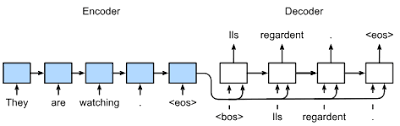 Encoder Decoder
Ils regardent . <eos>
They are watching . <eos>
<bos> Ils regardent .